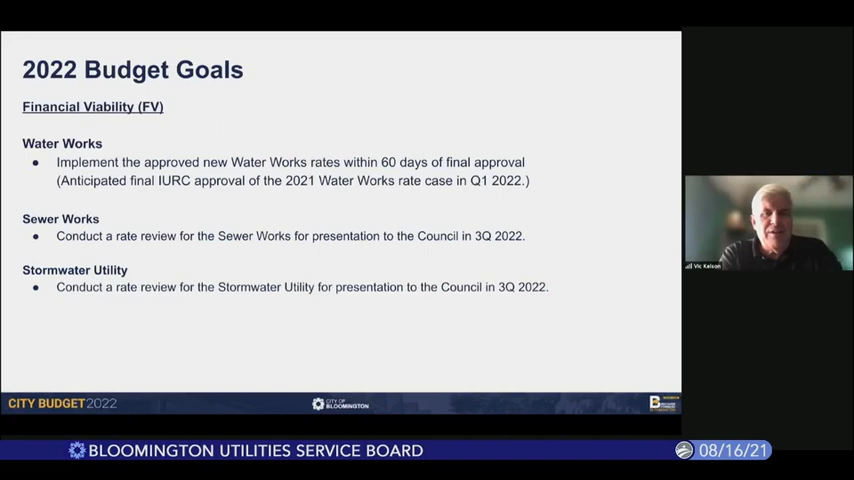 2022 Budget Goals
Financial Viability (FV)
Water Works
● Implement the approved new Water Works rates within 60 days of final approval
(Anticipated final IURC approval of the 2021 Water Works rate case in Q1 2022.)
Sewer Works
● Conduct a rate review for the Sewer Works for presentation to the Council in 3Q 2022.
Stormwater Utility
● Conduct a rate review for the Stormwater Utility for presentation to the Council in 3Q 2022.
Vic Kelson
CITY BUDGET2022
CITY OF
BLOOMINGTON
B
BLOOMINGTON UTILITIES SERVICE BOARD
08/16/21